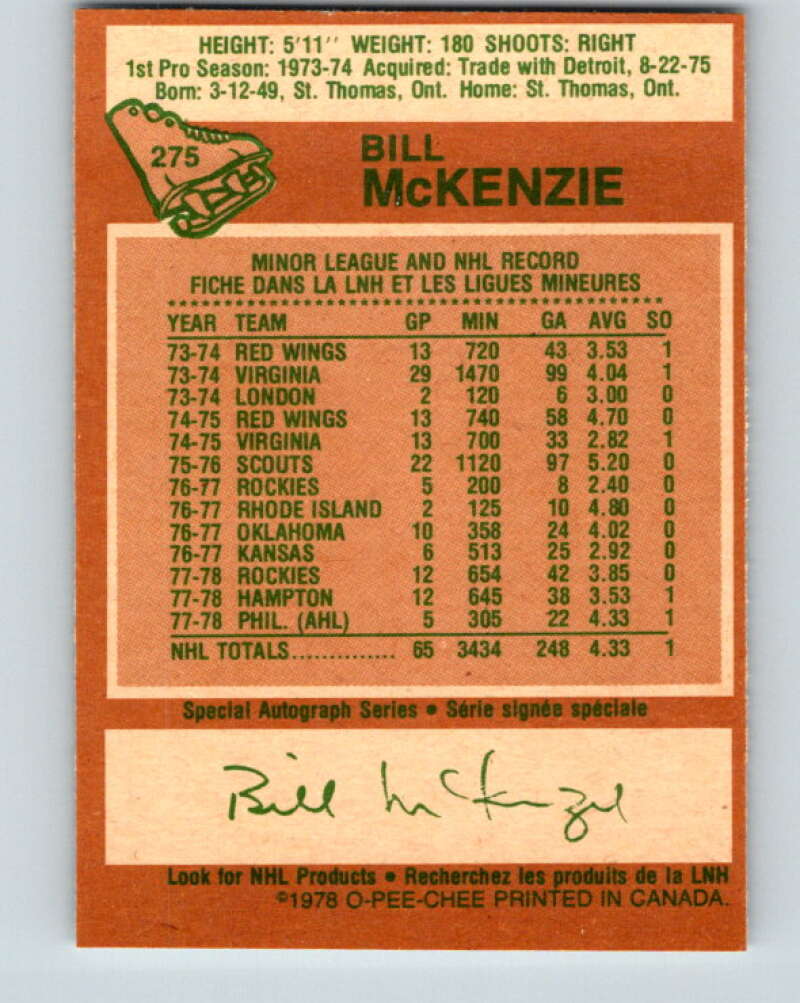 HEIGHT: 5'11'' WEIGHT: 180 SHOOTS: RIGHT
1st Pro Season: 1973-74 Acquired: Trade with Detroit, 8-22-75
Born: 3-12-49, St. Thomas, Ont. Home: St. Thomas, Ont.
275
BILL
McKENZIE
MINOR LEAGUE AND NHL RECORD
FICHE DANS LA LNH ET LES LIGUES MINEURES
YEAR TEAM GP MIN GA AVG SO
73-74 RED WINGS 13 720 43 3.53 1
73-74 VIRGINIA 29 1470 99 4.04 1
73-74 LONDON 2 120 6 3.00 0
74-75 RED WINGS 13 740 58 4.70 0
74-75 VIRGINIA 13 700 33 2.82 1
75-76 SCOUTS 22 1120 97 5.20 0
76-77 ROCKIES 5 200 8 2.40 0
76-77 RHODE ISLAND 2 125 10 4.80 0
76-77 OKLAHOMA 10 358 24 4.02 0
76-77 KANSAS 6 513 25 2.92 0
77-78 ROCKIES 12 654 42 3.85 0
77-78 HAMPTON 12 645 38 3.53 1
77-78 PHIL. (AHL) 5 305 22 4.33 1
NHL TOTALS.............. 65 3434 248 4.33 1
Special Autograph Series • Série signée spéciale
Bill McKenzie
Look for NHL Products • Recherchez les produits de la LNH
©1978 O-PEE-CHEE PRINTED IN CANADA.